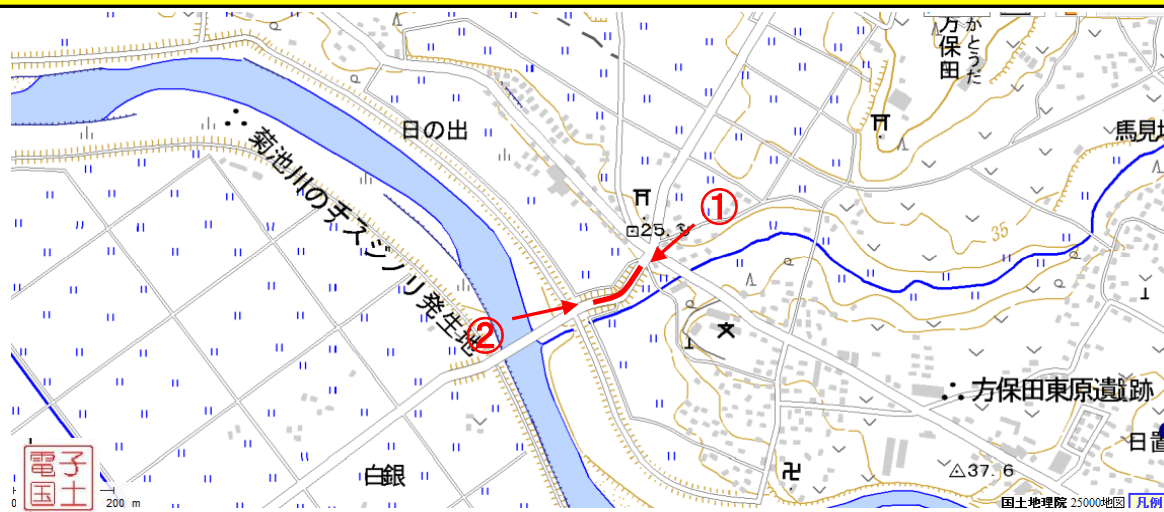 方保田
かとうだ
馬見
日の出
菊池川のチスジノリ発生地
①
25.
35
②
方保田東原遺跡
日置
白銀
37.6
電子
国土
0
200 m
国土地理院 25000地図
凡例